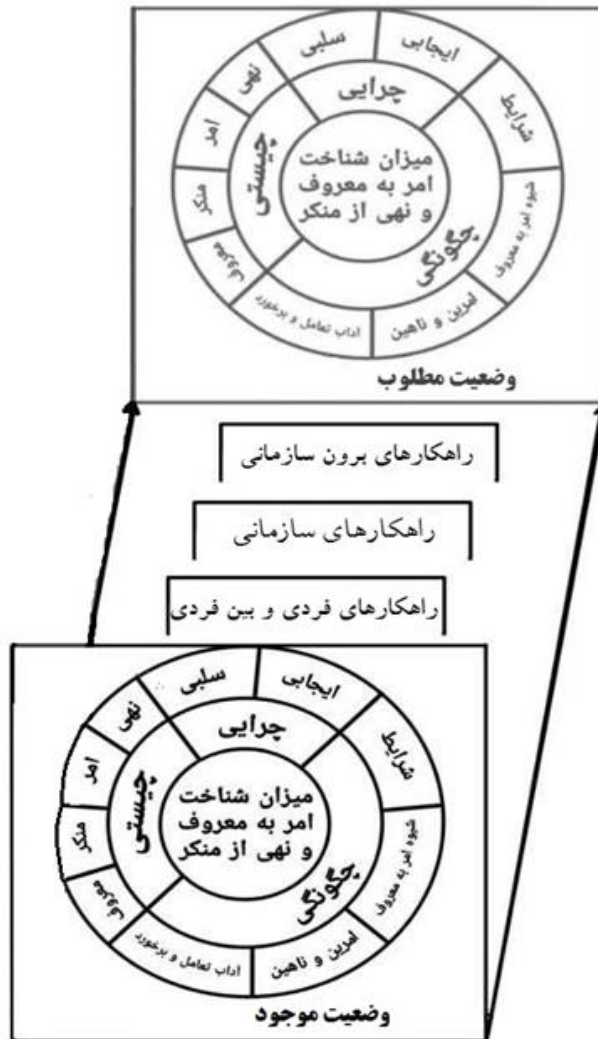 ایجابی
سلبی
نهی
امر
منکر
معروف
شرایط
شیوه امر به معروف
امرین و ناهین
آداب تعامل و برخورد
چرایی
چیستی
چگونگی
میزان شناخت
امر به معروف
و نهی از منکر
وضعیت مطلوب
راهکارهای برون سازمانی
راهکارهای سازمانی
راهکارهای فردی و بین فردی
ایجابی
سلبی
نهی
امر
منکر
معروف
شرایط
شیوه امر به معروف
امرین و ناهین
آداب تعامل و برخورد
چرایی
چیستی
چگونگی
میزان شناخت
امر به معروف
و نهی از منکر
وضعیت موجود